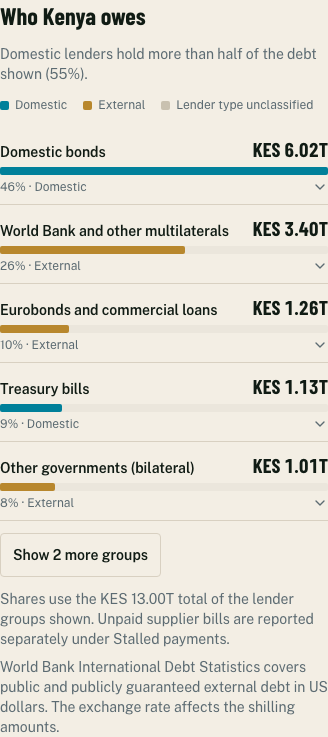 Who Kenya owes
Domestic lenders hold more than half of the debt
shown (55%).
Domestic External Lender type unclassified
Domestic bonds KES 6.02T
46% · Domestic
World Bank and other multilaterals KES 3.40T
26% · External
Eurobonds and commercial loans KES 1.26T
10% · External
Treasury bills KES 1.13T
9% · Domestic
Other governments (bilateral) KES 1.01T
8% · External
Show 2 more groups
Shares use the KES 13.00T total of the lender
groups shown. Unpaid supplier bills are reported
separately under Stalled payments.
World Bank International Debt Statistics covers
public and publicly guaranteed external debt in US
dollars. The exchange rate affects the shilling
amounts.